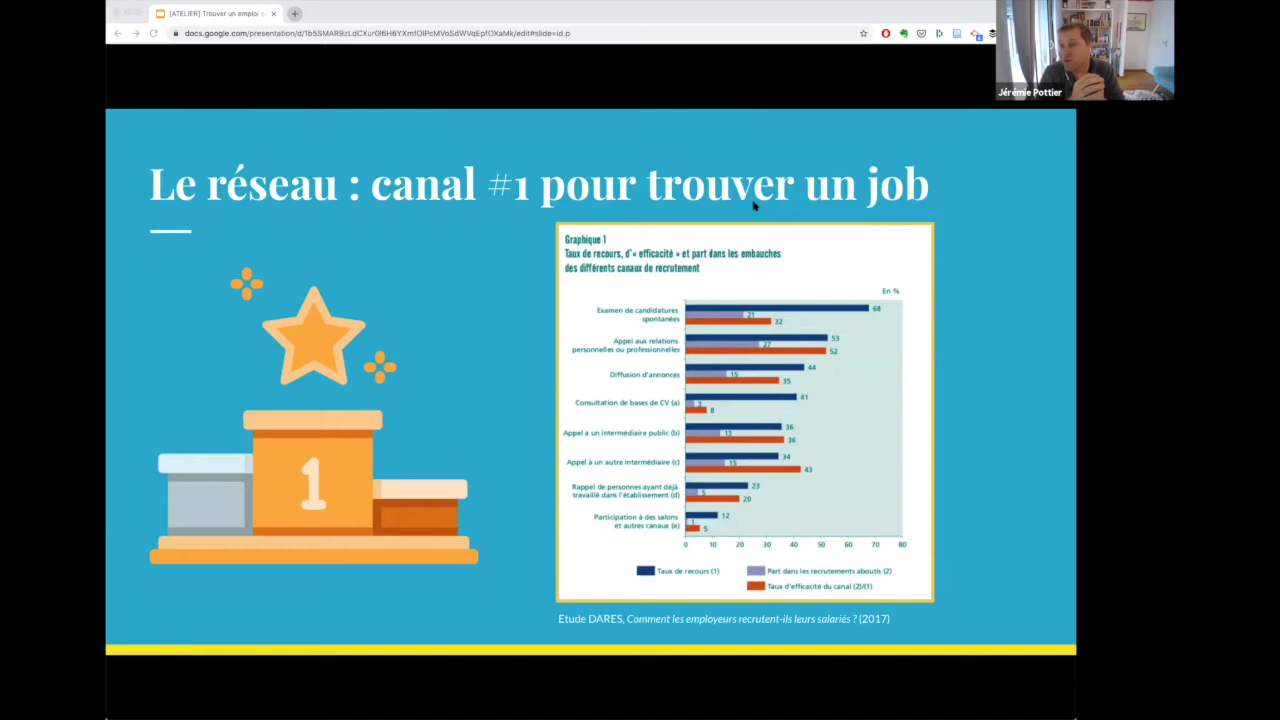 [ATELIER] Trouver un emploi e
docs.google.com/presentation/d/1b5SMAR9zLdCXur0I6H6YXmfOIPcMVoSdWVqEpfOXaMk/edit#slide=id.p
Jérémie Pottier
Le réseau : canal #1 pour trouver un job
1
Graphique 1
Taux de recours, d'« efficacité » et part dans les embauches
des différents canaux de recrutement
En %
Examen de candidatures
spontanées
68
21
32
Appel aux relations
personnelles ou professionnelles
53
27
52
Diffusion d'annonces
44
15
35
Consultation de bases de CV (a)
41
3
8
Appel à un intermédiaire public (b)
36
13
36
Appel à un autre intermédiaire (c)
34
15
43
Rappel de personnes ayant déjà
travaillé dans l'établissement (d)
23
5
20
Participation à des salons
et autres canaux (e)
12
1
5
0 10 20 30 40 50 60 70 80
Taux de recours (1)
Part dans les recrutements aboutis (2)
Taux d'efficacité du canal (2)/(1)
Etude DARES, Comment les employeurs recrutent-ils leurs salariés ? (2017)